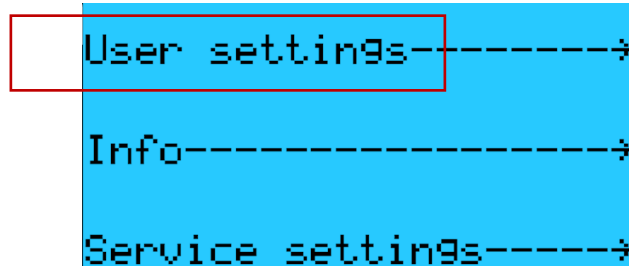 User settings--------→
Info-----------------→
Service settings-----→